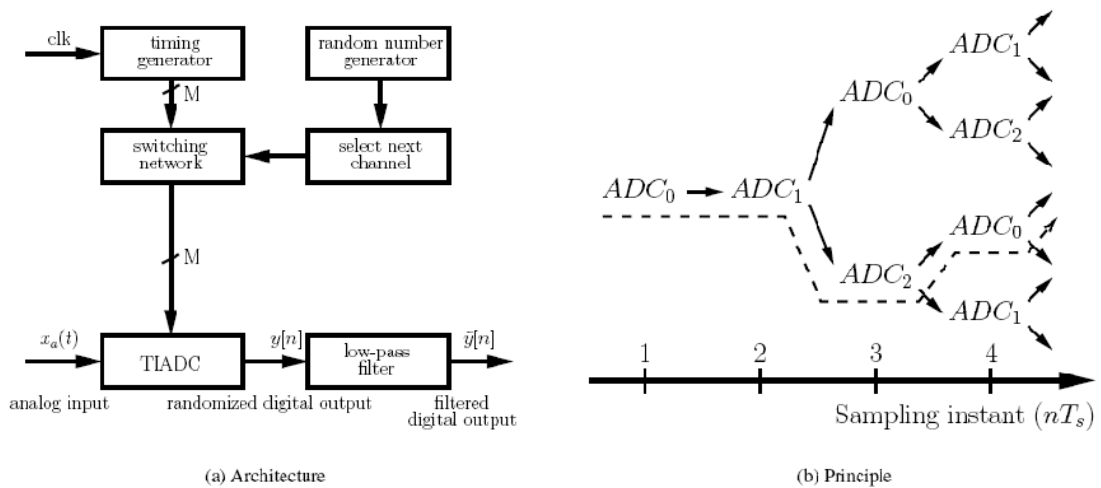 clk
timing
generator
random number
generator
M
switching
network
select next
channel
M
x_a(t)
TIADC
y[n]
low-pass
filter
ỹ[n]
analog input
randomized digital output
filtered
digital output
(a) Architecture
ADC_0
ADC_1
ADC_0
ADC_2
ADC_1
ADC_2
ADC_0
ADC_1
1 2 3 4
Sampling instant (nT_s)
(b) Principle